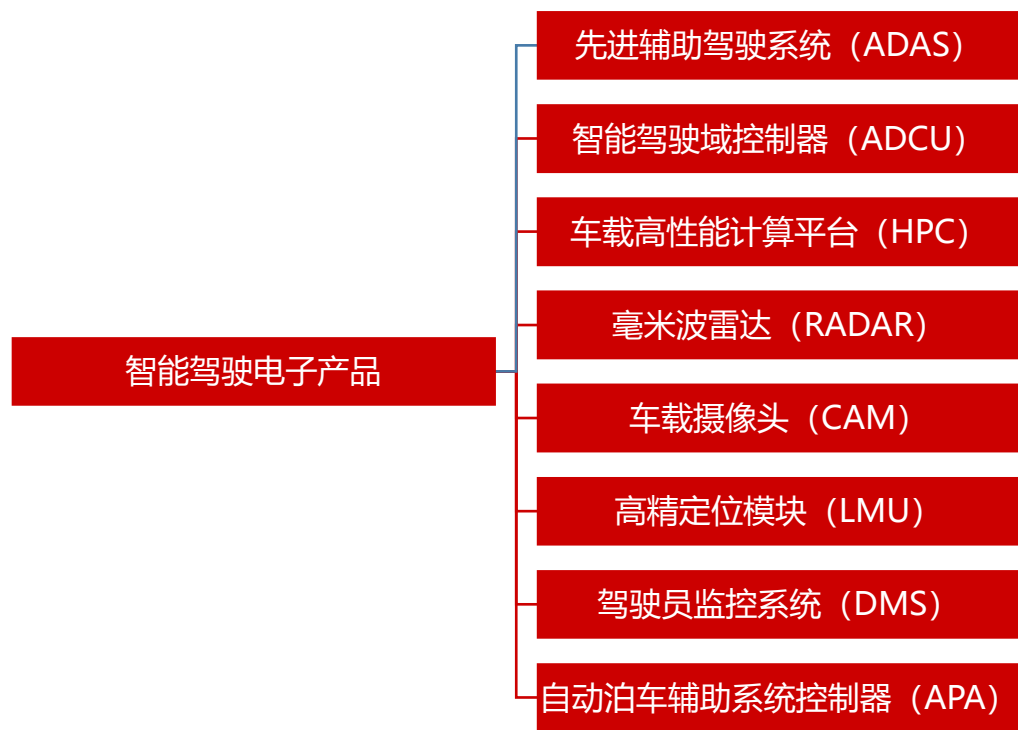 先进辅助驾驶系统（ADAS）
智能驾驶域控制器（ADCU）
车载高性能计算平台（HPC）
毫米波雷达（RADAR）
智能驾驶电子产品
车载摄像头（CAM）
高精定位模块（LMU）
驾驶员监控系统（DMS）
自动泊车辅助系统控制器（APA）